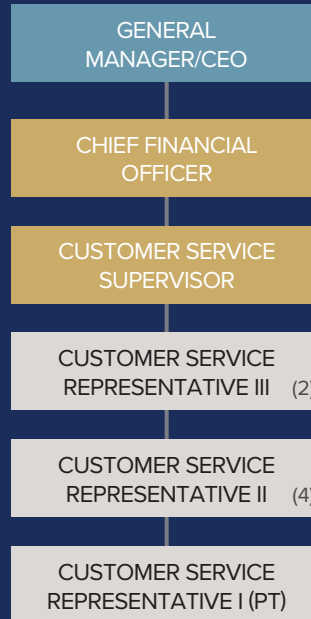 GENERAL
MANAGER/CEO
CHIEF FINANCIAL
OFFICER
CUSTOMER SERVICE
SUPERVISOR
CUSTOMER SERVICE
REPRESENTATIVE III (2)
CUSTOMER SERVICE
REPRESENTATIVE II (4)
CUSTOMER SERVICE
REPRESENTATIVE I (PT)